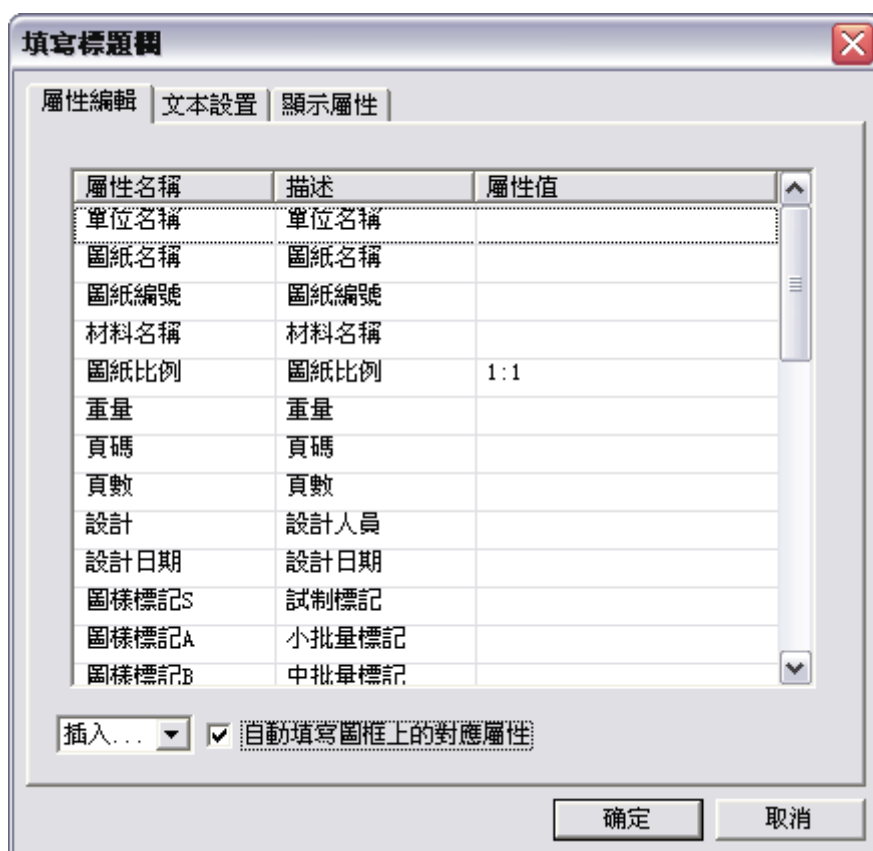 填寫標題欄
屬性編輯 文本設置 顯示屬性
屬性名稱 描述 屬性值
單位名稱 單位名稱
圖紙名稱 圖紙名稱
圖紙編號 圖紙編號
材料名稱 材料名稱
圖紙比例 圖紙比例 1:1
重量 重量
頁碼 頁碼
頁數 頁數
設計 設計人員
設計日期 設計日期
圖樣標記S 試制標記
圖樣標記A 小批量標記
圖樣標記B 中批量標記
插入... 自動填寫圖框上的對應屬性
确定 取消